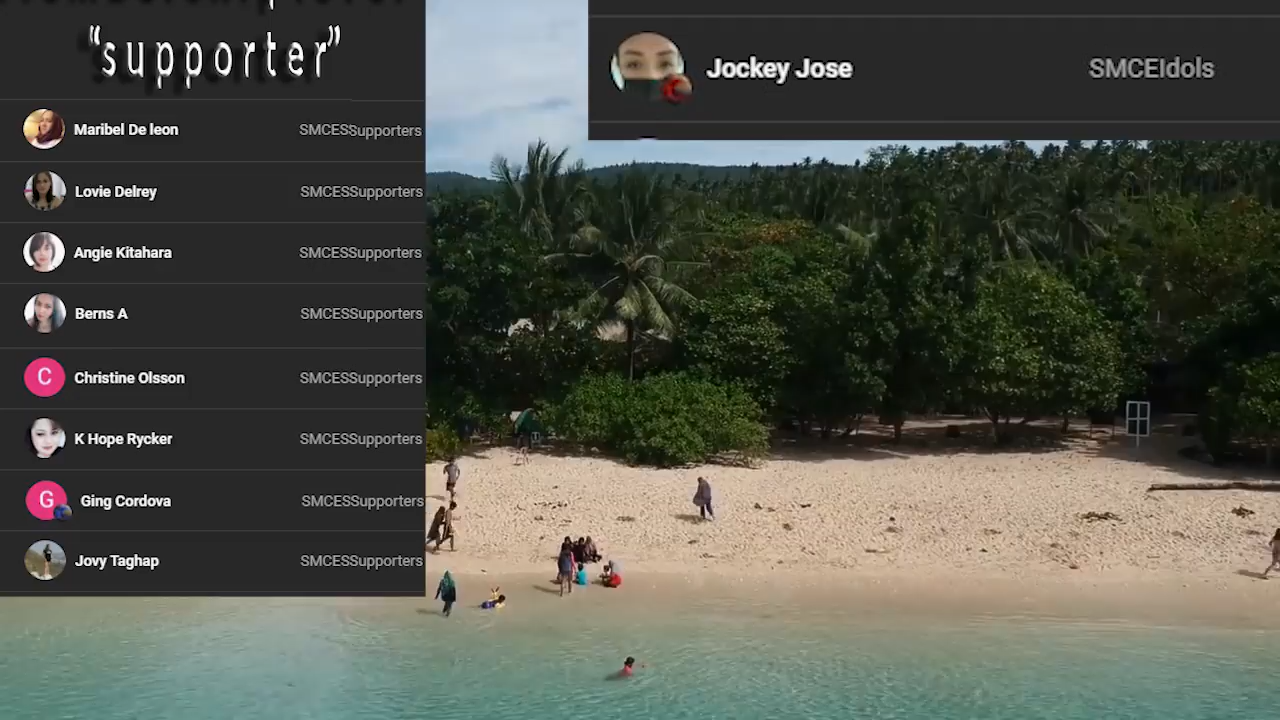 “supporter”
Maribel De leon SMCESSupporters
Lovie Delrey SMCESSupporters
Angie Kitahara SMCESSupporters
Berns A SMCESSupporters
C Christine Olsson SMCESSupporters
K Hope Rycker SMCESSupporters
G Ging Cordova SMCESSupporters
Jovy Taghap SMCESSupporters
Jockey Jose SMCEIdols